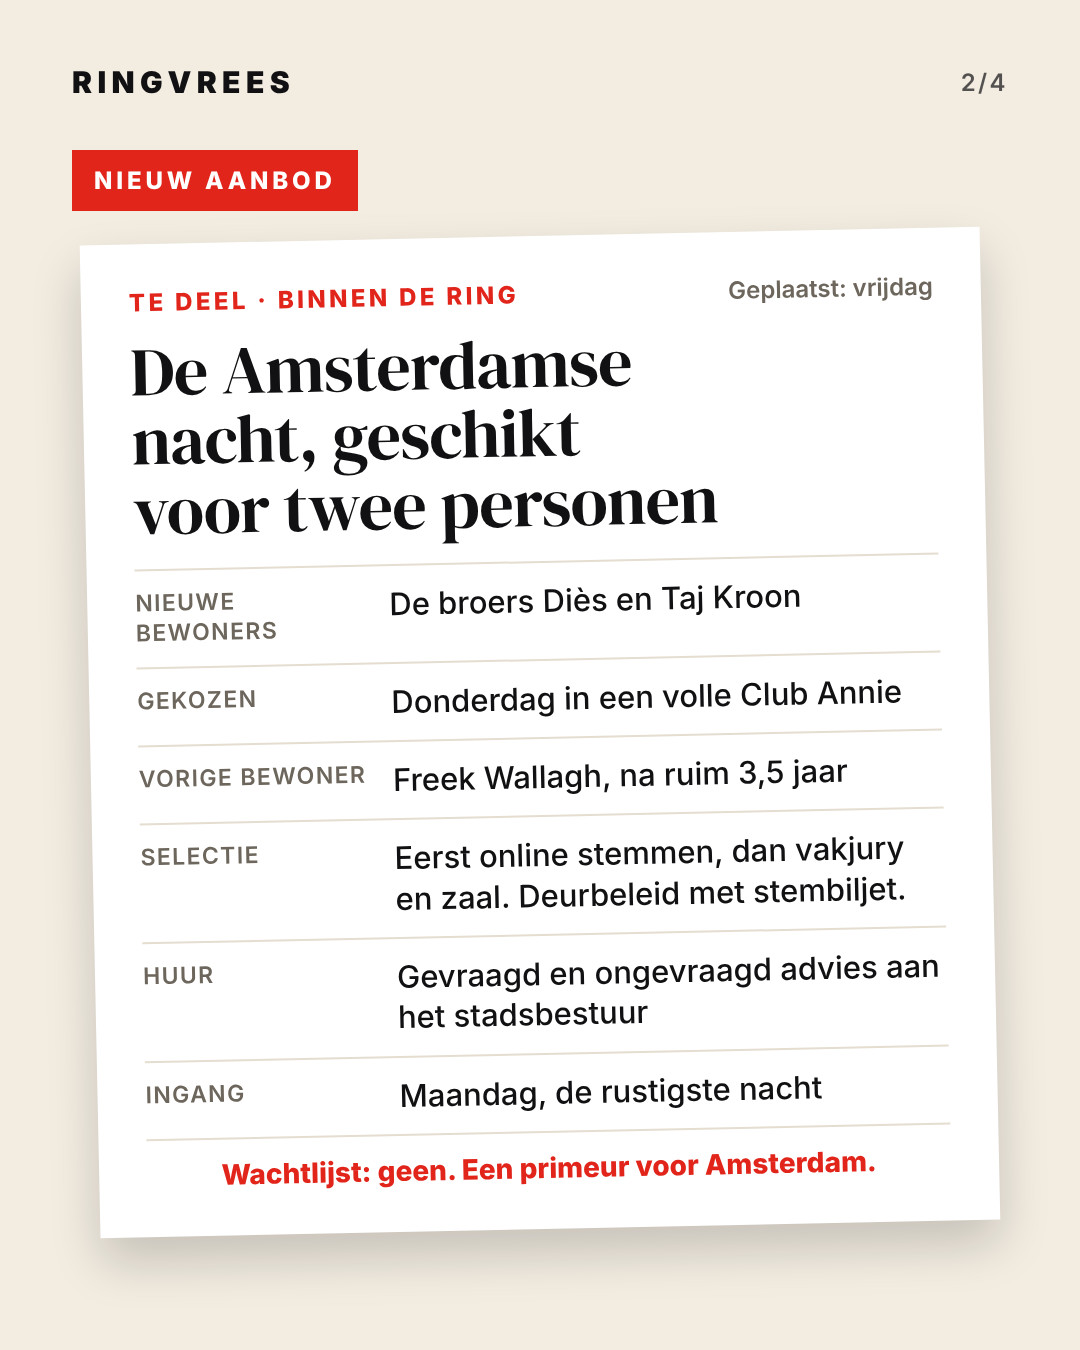 RINGVREES
2/4
NIEUW AANBOD
TE DEEL · BINNEN DE RING
Geplaatst: vrijdag
De Amsterdamse
nacht, geschikt
voor twee personen
NIEUWE
BEWONERS
De broers Diès en Taj Kroon
GEKOZEN
Donderdag in een volle Club Annie
VORIGE BEWONER
Freek Wallagh, na ruim 3,5 jaar
SELECTIE
Eerst online stemmen, dan vakjury
en zaal. Deurbeleid met stembiljet.
HUUR
Gevraagd en ongevraagd advies aan
het stadsbestuur
INGANG
Maandag, de rustigste nacht
Wachtlijst: geen. Een primeur voor Amsterdam.